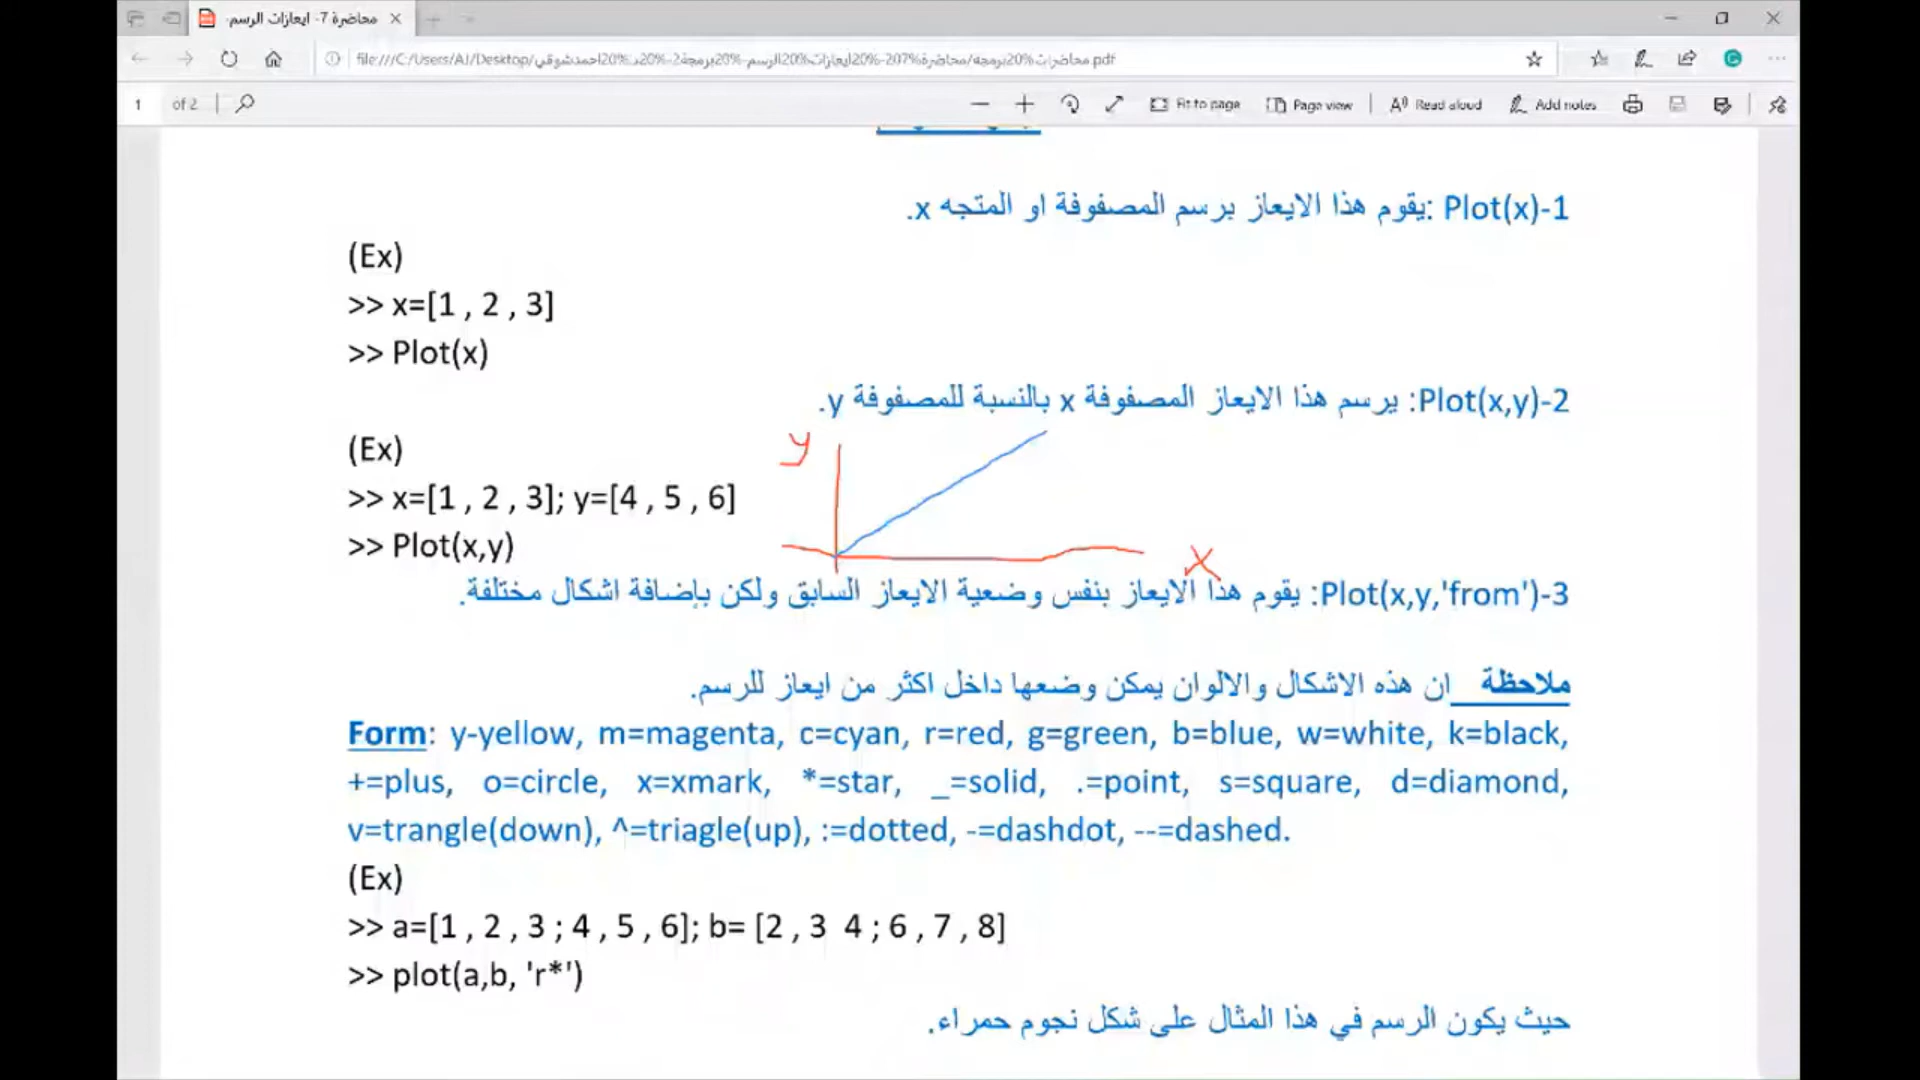 محاضرة 7- ايعازات الرسم
1 of 2
Fit to page
Page view
Read aloud
Add notes
1-Plot(x) :يقوم هذا الايعاز برسم المصفوفة او المتجه x.
(Ex)
>> x=[1 , 2 , 3]
>> Plot(x)
2-Plot(x,y): يرسم هذا الايعاز المصفوفة x بالنسبة للمصفوفة y.
y
(Ex)
>> x=[1 , 2 , 3]; y=[4 , 5 , 6]
>> Plot(x,y)
x
3-Plot(x,y,'from'): يقوم هذا الايعاز بنفس وضعية الايعاز السابق ولكن بإضافة اشكال مختلفة.
ملاحظة ان هذه الاشكال والالوان يمكن وضعها داخل اكثر من ايعاز للرسم.
Form: y-yellow, m=magenta, c=cyan, r=red, g=green, b=blue, w=white, k=black,
+=plus, o=circle, x=xmark, *=star, _=solid, .=point, s=square, d=diamond,
v=trangle(down), ^=triagle(up), :=dotted, -=dashdot, --=dashed.
(Ex)
>> a=[1 , 2 , 3 ; 4 , 5 , 6]; b= [2 , 3 4 ; 6 , 7 , 8]
>> plot(a,b, 'r*')
حيث يكون الرسم في هذا المثال على شكل نجوم حمراء.